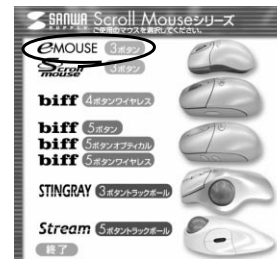 SANWA SUPPLY Scroll Mouseシリーズ
ご使用のマウスを選択してください。
eMOUSE 3ボタン
Scroll mouse 3ボタン
biff 4ボタンワイヤレス
biff 5ボタン
biff 5ボタンオプティカル
biff 5ボタンワイヤレス
STINGRAY 3ボタントラックボール
Stream 5ボタントラックボール
終了